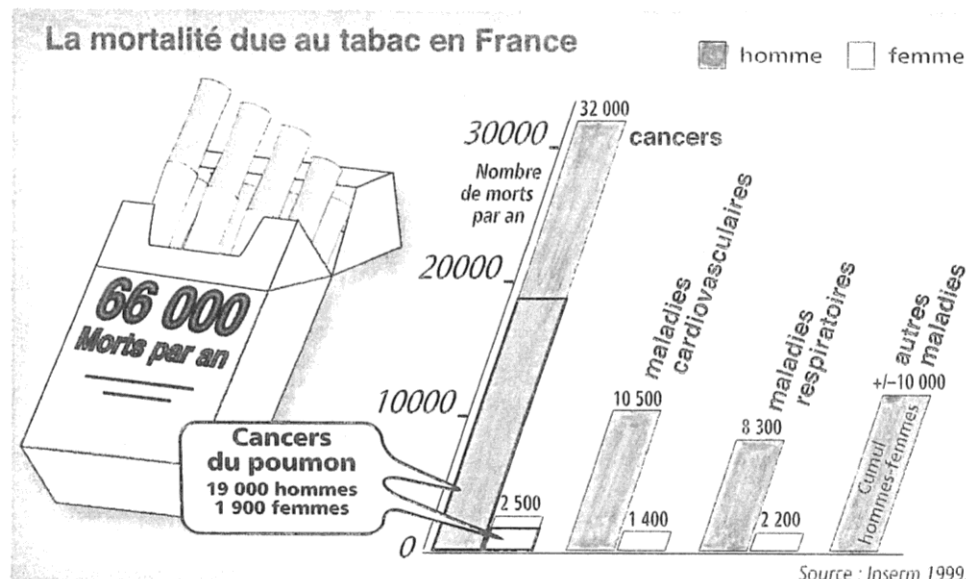 La mortalité due au tabac en France
homme
femme
66 000
Morts par an
Cancers
du poumon
19 000 hommes
1 900 femmes
30000
20000
10000
0
Nombre
de morts
par an
32 000
cancers
2 500
maladies
cardiovasculaires
10 500
1 400
maladies
respiratoires
8 300
2 200
autres
maladies
+/–10 000
Cumul
hommes-femmes
Source : Inserm 1999